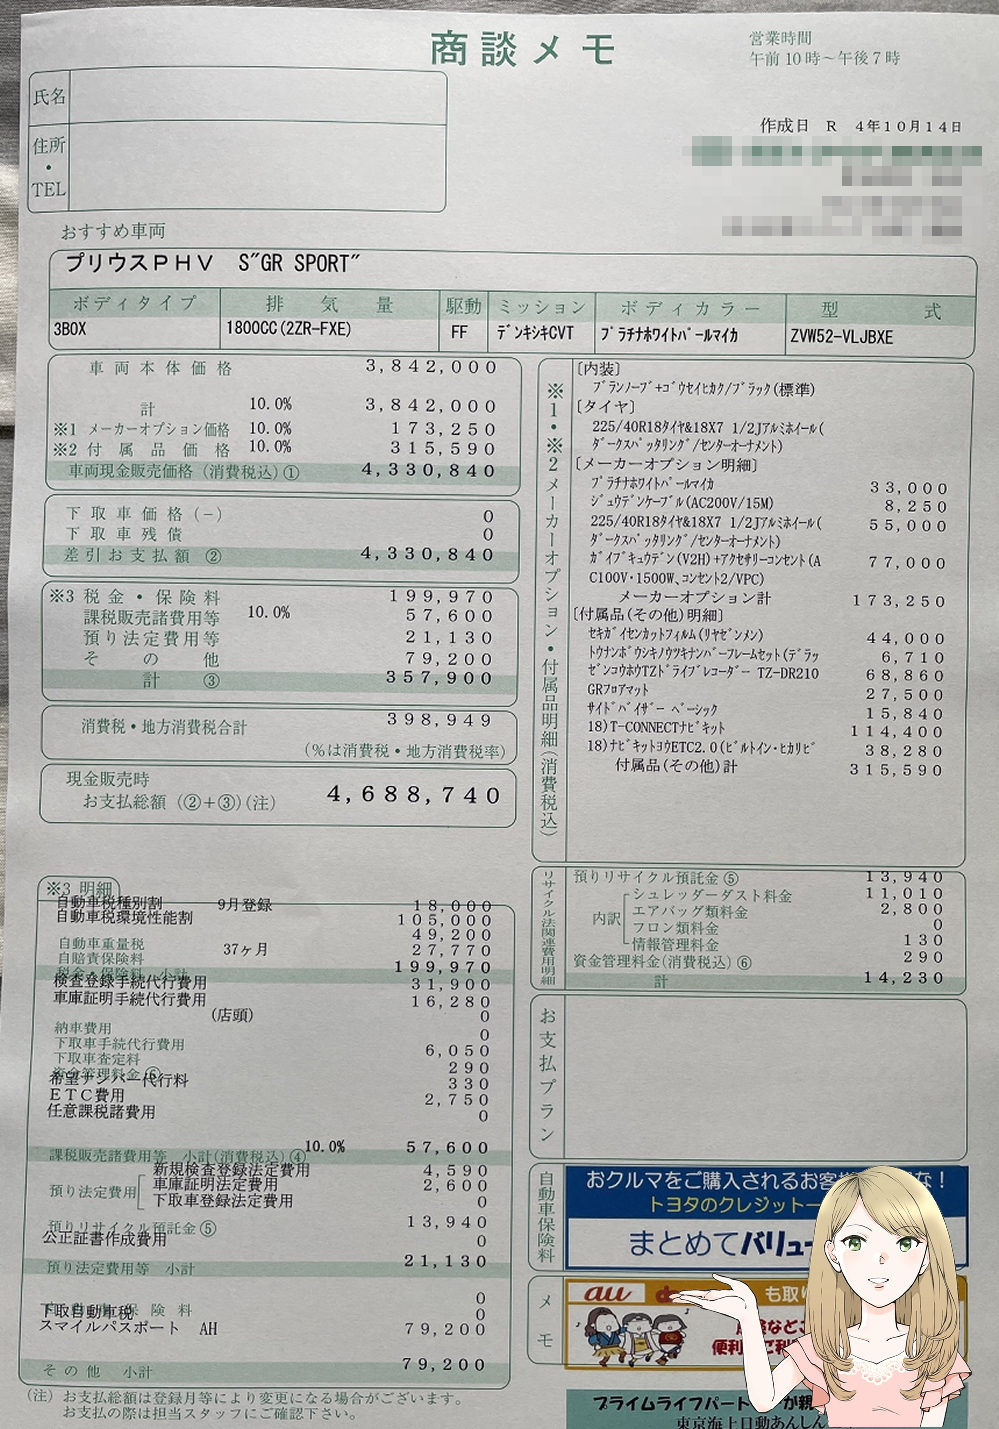 商談メモ
営業時間
午前10時～午後7時
氏名
住所
・
TEL
作成日 R 4年10月14日
おすすめ車両
プリウスPHV S"GR SPORT"
ボディタイプ 排気量 駆動 ミッション ボディカラー 型式
3BOX 1800CC(2ZR-FXE) FF ﾃﾞﾝｷｼｷCVT ﾌﾟﾗﾁﾅﾎﾜｲﾄﾊﾟｰﾙﾏｲｶ ZVW52-VLJBXE
車両本体価格 3,842,000
計 10.0% 3,842,000
※1 メーカーオプション価格 10.0% 173,250
※2 付属品価格 10.0% 315,590
車両現金販売価格(消費税込)① 4,330,840
下取車価格(－) 0
下取車残債 0
差引お支払額 ② 4,330,840
※3 税金・保険料 199,970
課税販売諸費用等 10.0% 57,600
預り法定費用等 21,130
その他 79,200
計 ③ 357,900
消費税・地方消費税合計 398,949
(%は消費税・地方消費税率)
現金販売時
お支払総額(②+③)(注) 4,688,740
※1・※2メーカーオプション・付属品明細(消費税込)
[内装]
ﾌﾞﾗﾝﾉｰﾌﾞ+ｺﾞｳｾｲﾋｶｸ/ﾌﾞﾗｯｸ(標準)
[タイヤ]
225/40R18ﾀｲﾔ&18X7 1/2Jｱﾙﾐﾎｲｰﾙ(
ﾀﾞｰｸｽﾊﾟｯﾀﾘﾝｸﾞ/ｾﾝﾀｰｵｰﾅﾒﾝﾄ)
[メーカーオプション明細]
ﾌﾟﾗﾁﾅﾎﾜｲﾄﾊﾟｰﾙﾏｲｶ 33,000
ｼﾞｭｳﾃﾞﾝｹｰﾌﾞﾙ(AC200V/15M) 8,250
225/40R18ﾀｲﾔ&18X7 1/2Jｱﾙﾐﾎｲｰﾙ( 55,000
ﾀﾞｰｸｽﾊﾟｯﾀﾘﾝｸﾞ/ｾﾝﾀｰｵｰﾅﾒﾝﾄ)
ｶﾞｲﾌﾞｷｭｳﾃﾞﾝ(V2H)+ｱｸｾｻﾘｰｺﾝｾﾝﾄ(A 77,000
C100V・1500W､ｺﾝｾﾝﾄ2/VPC)
メーカーオプション計 173,250
[付属品(その他)明細]
ｾｷｶﾞｲｾﾝｶｯﾄﾌｨﾙﾑ(ﾘﾔｾﾞﾝﾒﾝ) 44,000
ﾄｳﾅﾝﾎﾞｳｼｷﾉｳﾂｷﾅﾝﾊﾞｰﾌﾚｰﾑｾｯﾄ(ﾃﾞﾗｯ 6,710
ｾﾞﾝｺｳﾎｳTZﾄﾞﾗｲﾌﾞﾚｺｰﾀﾞｰ TZ-DR210 68,860
GRﾌﾛｱﾏｯﾄ 27,500
ｻｲﾄﾞﾊﾞｲｻﾞｰ ﾍﾞｰｼｯｸ 15,840
18)T-CONNECTﾅﾋﾞｷｯﾄ 114,400
18)ﾅﾋﾞｷｯﾄﾖｳETC2.0(ﾋﾞﾙﾄｲﾝ･ﾋｶﾘﾋﾞ 38,280
付属品(その他)計 315,590
※3 明細
自動車税種別割 9月登録 18,000
自動車税環境性能割 105,000
自動車重量税 49,200
自賠責保険料 37ヶ月 27,770
税金・保険料 小計 199,970
検査登録手続代行費用 31,900
車庫証明手続代行費用 16,280
(店頭) 0
納車費用
下取車手続代行費用 0
下取車査定料 6,050
資金管理料金⑥ 290
希望ナンバー代行料 330
ETC費用 2,750
任意課税諸費用 0
課税販売諸費用等 小計(消費税込)④ 10.0% 57,600
預り法定費用
新規検査登録法定費用 4,590
車庫証明法定費用 2,600
下取車登録法定費用 0
預りリサイクル預託金⑤ 13,940
公正証書作成費用 0
預り法定費用等 小計 21,130
0
下取自動車税 保険料 0
スマイルパスポート AH 79,200
その他 小計 79,200
(注) お支払総額は登録月等により変更になる場合がございます。
お支払の際は担当スタッフにご確認下さい。
リサイクル法関連費用明細
預りリサイクル預託金⑤ 13,940
内訳
シュレッダーダスト料金 11,010
エアバッグ類料金 2,800
フロン類料金 0
情報管理料金 130
資金管理料金(消費税込)⑥ 290
計 14,230
お支払プラン
自動車保険料
おクルマをご購入されるお客様
な!
トヨタのクレジット
まとめてバリュー
メモ
au
も取
便利
プライムライフパート
が親
東京海上日動あんしん